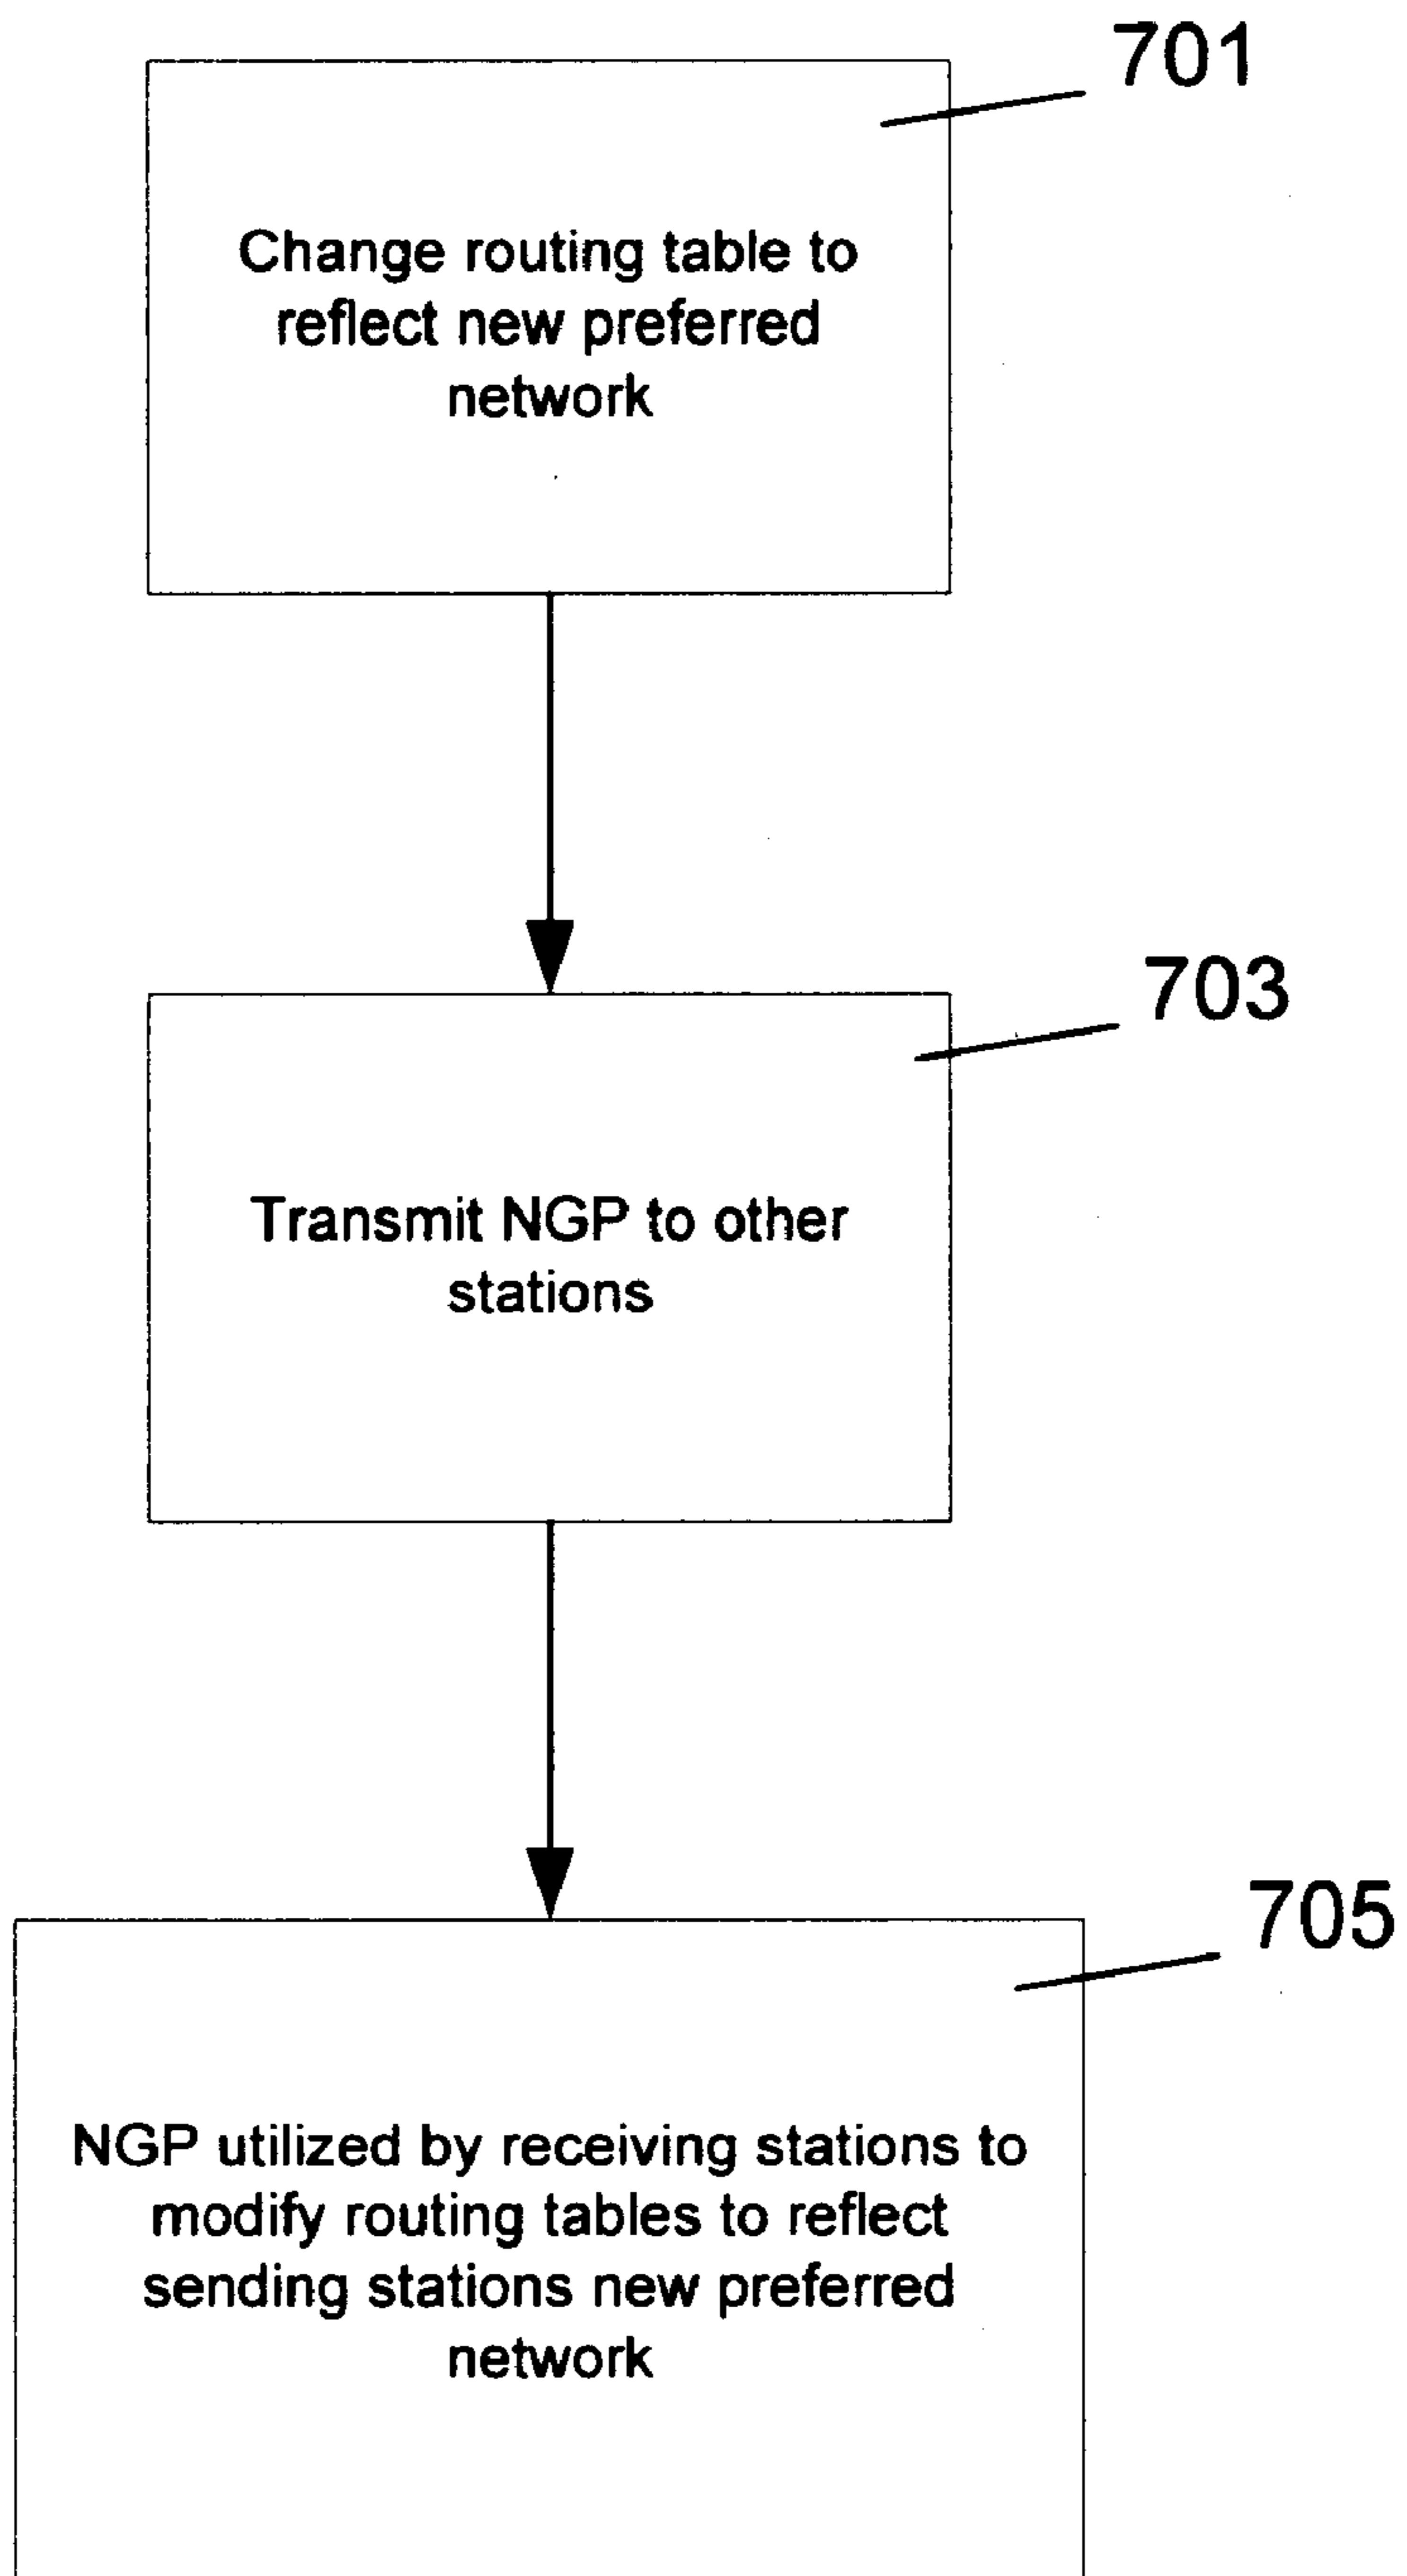 701
Change routing table to
reflect new preferred
network
703
Transmit NGP to other
stations
705
NGP utilized by receiving stations to
modify routing tables to reflect
sending stations new preferred
network